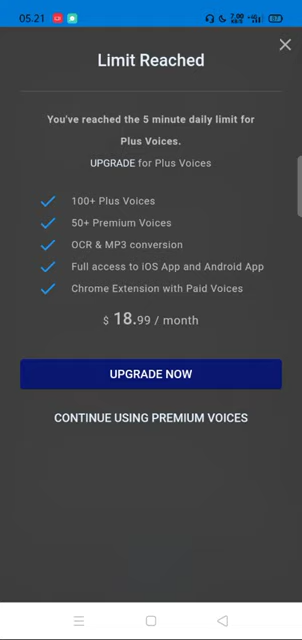 05.21
Limit Reached
You've reached the 5 minute daily limit for
Plus Voices.
UPGRADE for Plus Voices
100+ Plus Voices
50+ Premium Voices
OCR & MP3 conversion
Full access to iOS App and Android App
Chrome Extension with Paid Voices
$ 18.99 / month
UPGRADE NOW
CONTINUE USING PREMIUM VOICES